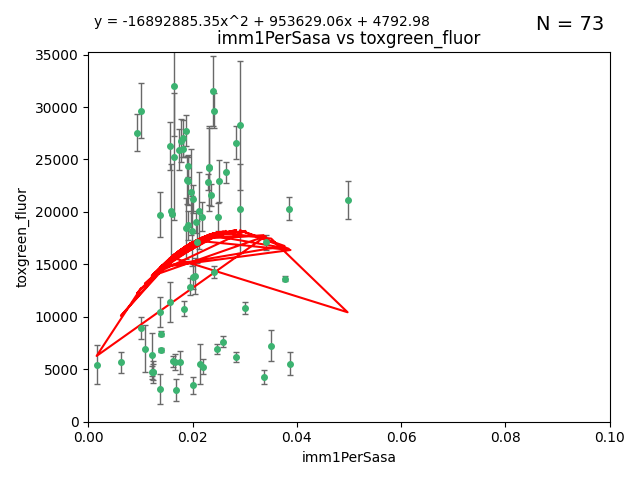 y = -16892885.35x^2 + 953629.06x + 4792.98
N = 73
imm1PerSasa vs toxgreen_fluor
35000
30000
25000
20000
15000
10000
5000
0
toxgreen_fluor
0.00 0.02 0.04 0.06 0.08 0.10
imm1PerSasa